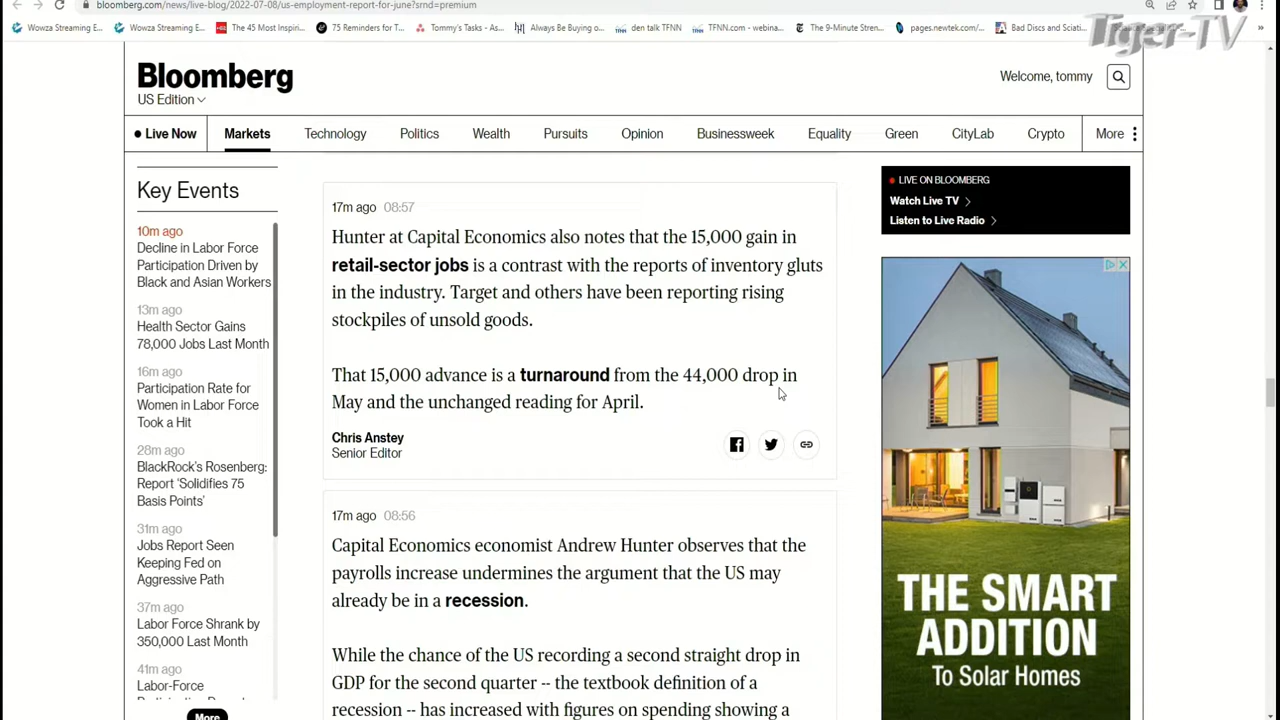 bloomberg.com/news/live-blog/2022-07-08/us-employment-report-for-june?srnd=premium
Wowza Streaming E...
Wowza Streaming E...
The 45 Most Inspiri...
75 Reminders for T...
Tommy's Tasks - As...
Always Be Buying o...
den talk TFNN
TFNN.com - webina...
The 9-Minute Stren...
pages.newtek.com/...
Bad Discs and Sciati...
Tiger-TV
Bloomberg
US Edition
Welcome, tommy
Live Now
Markets
Technology
Politics
Wealth
Pursuits
Opinion
Businessweek
Equality
Green
CityLab
Crypto
More
Key Events
10m ago
Decline in Labor Force
Participation Driven by
Black and Asian Workers
13m ago
Health Sector Gains
78,000 Jobs Last Month
16m ago
Participation Rate for
Women in Labor Force
Took a Hit
28m ago
BlackRock's Rosenberg:
Report 'Solidifies 75
Basis Points'
31m ago
Jobs Report Seen
Keeping Fed on
Aggressive Path
37m ago
Labor Force Shrank by
350,000 Last Month
41m ago
Labor-Force
More
17m ago 08:57
Hunter at Capital Economics also notes that the 15,000 gain in
retail-sector jobs is a contrast with the reports of inventory gluts
in the industry. Target and others have been reporting rising
stockpiles of unsold goods.
That 15,000 advance is a turnaround from the 44,000 drop in
May and the unchanged reading for April.
Chris Anstey
Senior Editor
17m ago 08:56
Capital Economics economist Andrew Hunter observes that the
payrolls increase undermines the argument that the US may
already be in a recession.
While the chance of the US recording a second straight drop in
GDP for the second quarter -- the textbook definition of a
recession -- has increased with figures on spending showing a
LIVE ON BLOOMBERG
Watch Live TV
Listen to Live Radio
THE SMART
ADDITION
To Solar Homes